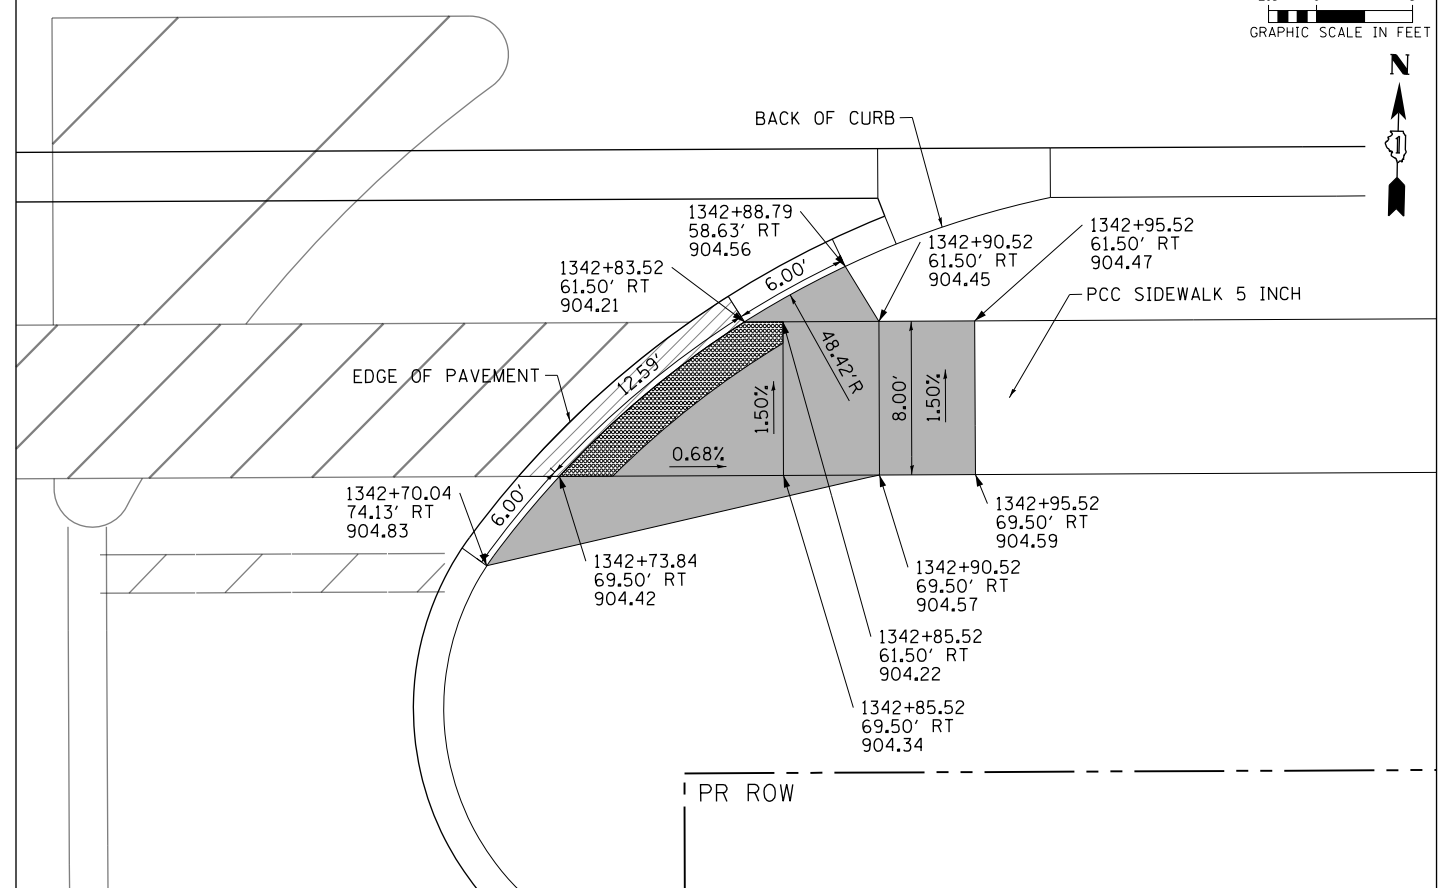 GRAPHIC SCALE IN FEET
N
BACK OF CURB
1342+88.79
58.63' RT
904.56
1342+95.52
61.50' RT
904.47
1342+90.52
61.50' RT
904.45
1342+83.52
61.50' RT
904.21
6.00'
PCC SIDEWALK 5 INCH
48.42'R
12.59'
EDGE OF PAVEMENT
1.50%
8.00'
1.50%
0.68%
6.00'
1342+70.04
74.13' RT
904.83
1342+95.52
69.50' RT
904.59
1342+73.84
69.50' RT
904.42
1342+90.52
69.50' RT
904.57
1342+85.52
61.50' RT
904.22
1342+85.52
69.50' RT
904.34
PR ROW